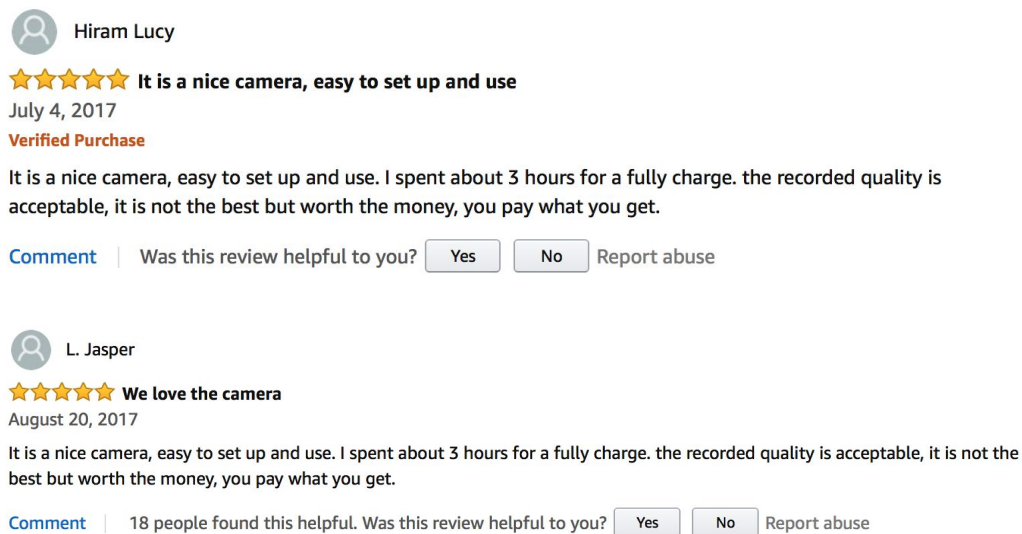 Hiram Lucy
It is a nice camera, easy to set up and use
July 4, 2017
Verified Purchase
It is a nice camera, easy to set up and use. I spent about 3 hours for a fully charge. the recorded quality is
acceptable, it is not the best but worth the money, you pay what you get.
Comment Was this review helpful to you? Yes No Report abuse
L. Jasper
We love the camera
August 20, 2017
It is a nice camera, easy to set up and use. I spent about 3 hours for a fully charge. the recorded quality is acceptable, it is not the
best but worth the money, you pay what you get.
Comment 18 people found this helpful. Was this review helpful to you? Yes No Report abuse